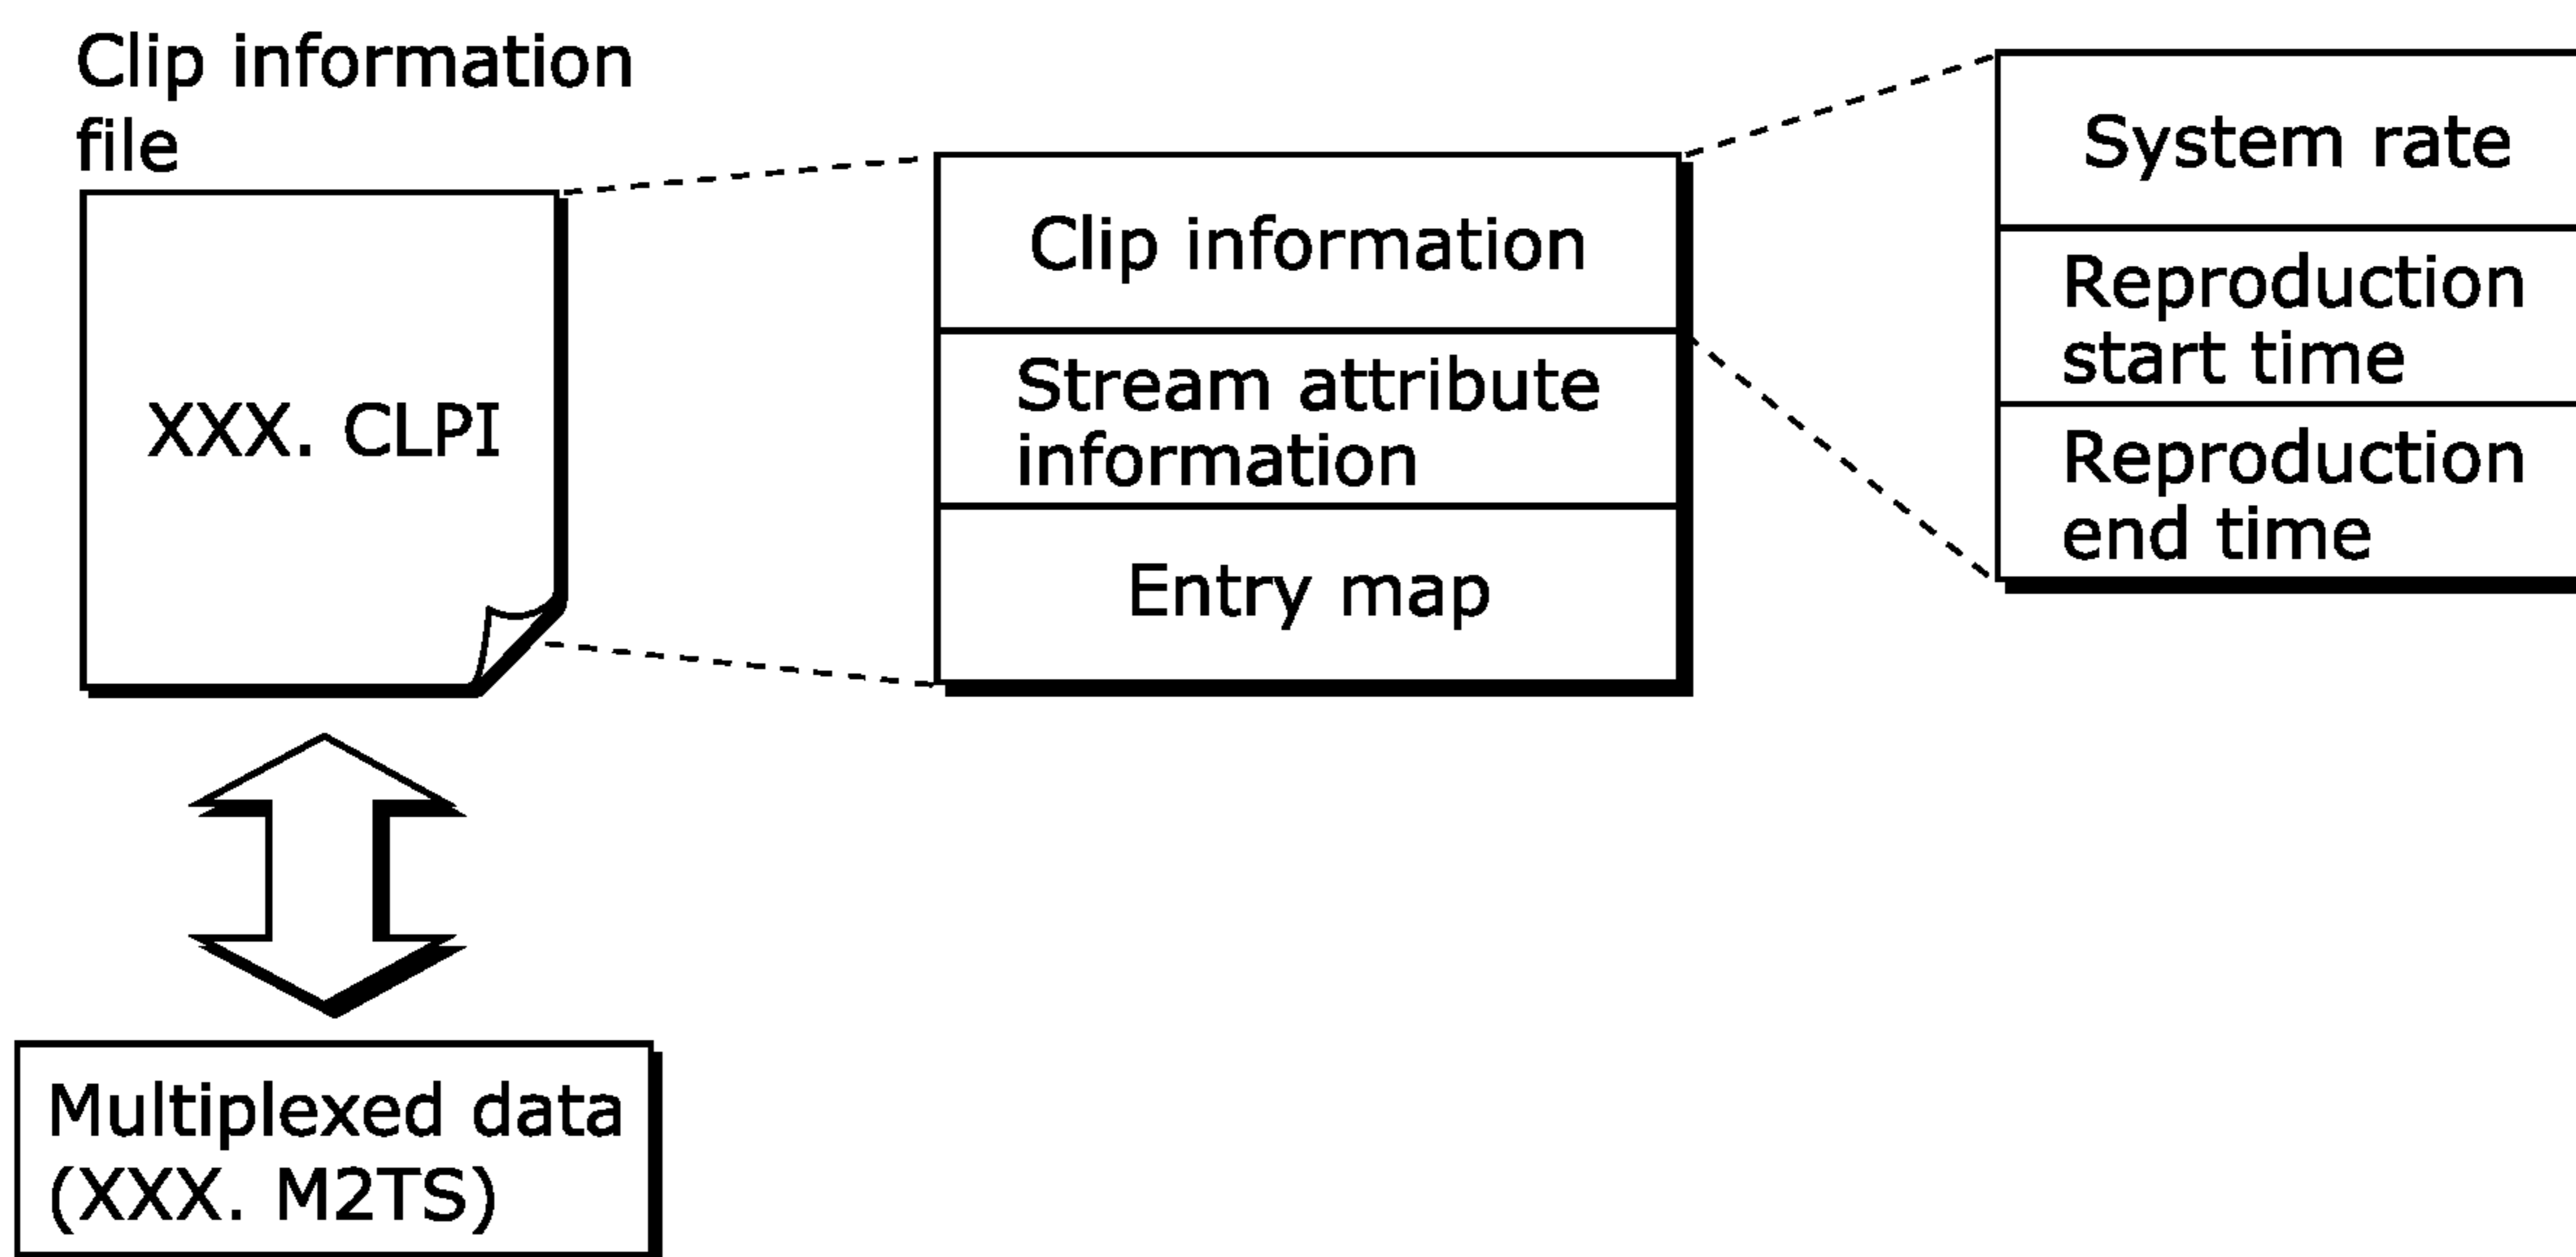 Clip information
file
XXX. CLPI
Clip information
Stream attribute
information
Entry map
System rate
Reproduction
start time
Reproduction
end time
Multiplexed data
(XXX. M2TS)